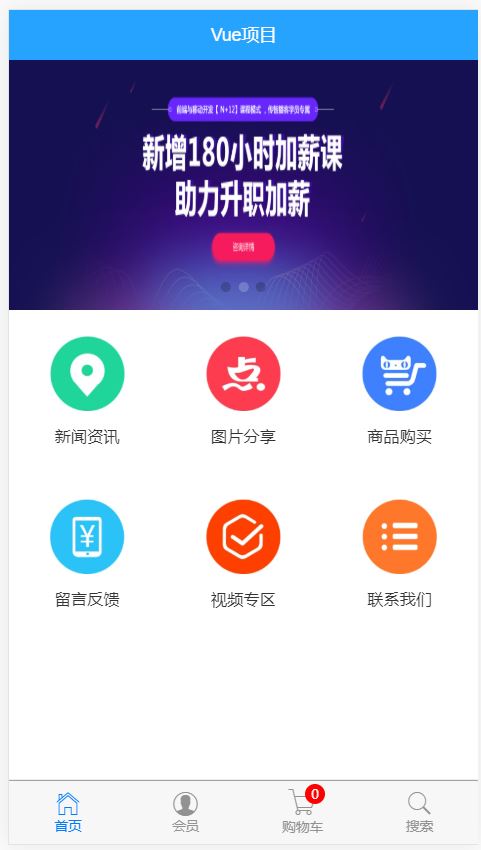 Vue项目
前端与移动开发【 N+12】课程模式 , 传智播客学员专属
新增180小时加薪课
助力升职加薪
咨询详情
新闻资讯
图片分享
商品购买
留言反馈
视频专区
联系我们
0
首页
会员
购物车
搜索